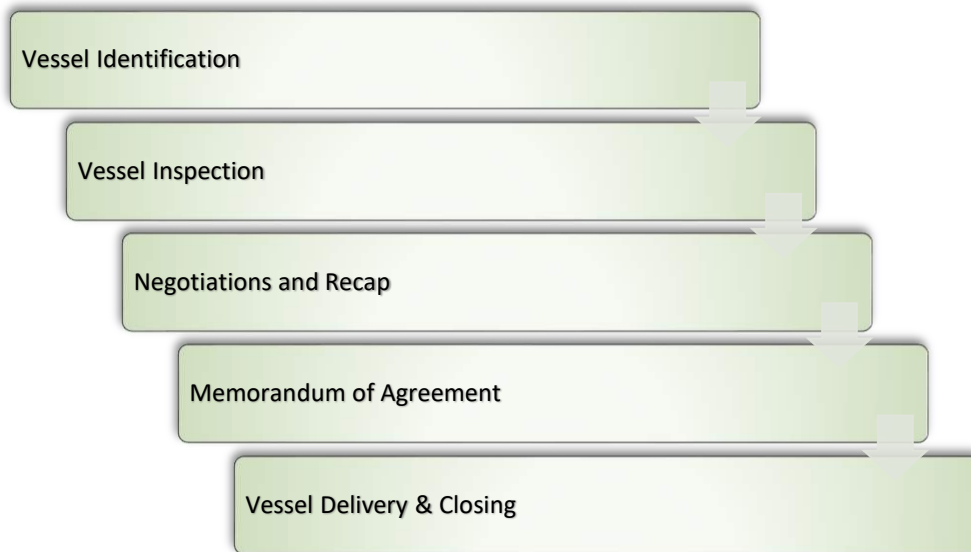 Vessel Identification
Vessel Inspection
Negotiations and Recap
Memorandum of Agreement
Vessel Delivery & Closing